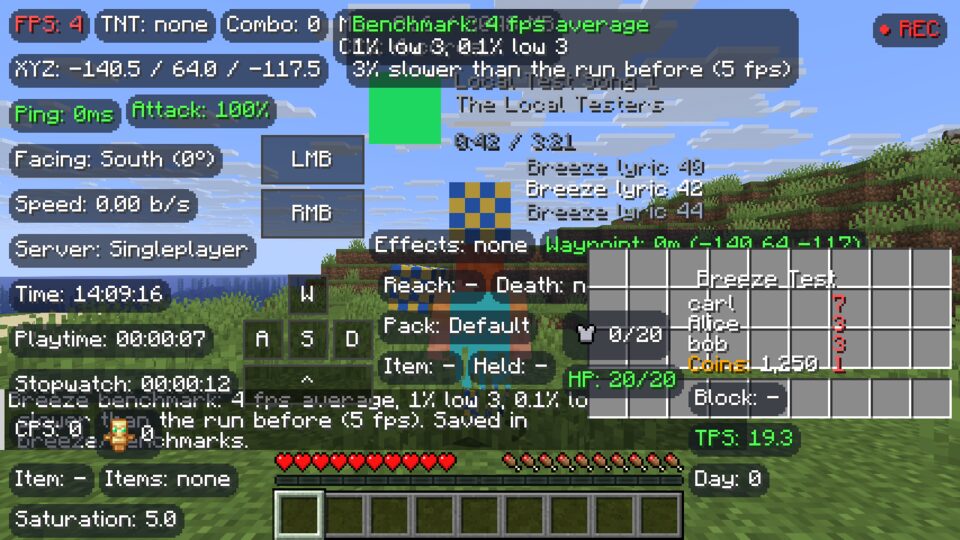 FPS: 4
TNT: none
Combo: 0
Benchmark: 4 fps average
1% low 3, 0.1% low 3
3% slower than the run before (5 fps)
REC
XYZ: -140.5 / 64.0 / -117.5
Local Test Song 1
The Local Testers
Ping: 0ms
Attack: 100%
0:42 / 3:21
Facing: South (0°)
LMB
Breeze lyric 42
Speed: 0.00 b/s
RMB
Breeze lyric 44
Server: Singleplayer
Effects: none
Waypoint: 0m (-140,64,-117)
Breeze Test
Time: 14:09:16
W
Reach: -
Death:
carl 7
Alice 3
bob 3
Coins: 1,250 1
Playtime: 00:00:07
A
S
D
Pack: Default
0/20
Item: -
Held: -
HP: 20/20
Stopwatch: 00:00:12
^
Block: -
Breeze benchmark: 4 fps average, 1% low 3, 0.1% lo
slower than the run before (5 fps). Saved in
CPS: 0
0
TPS: 19.3
Item: -
Items: none
Day: 0
Saturation: 5.0